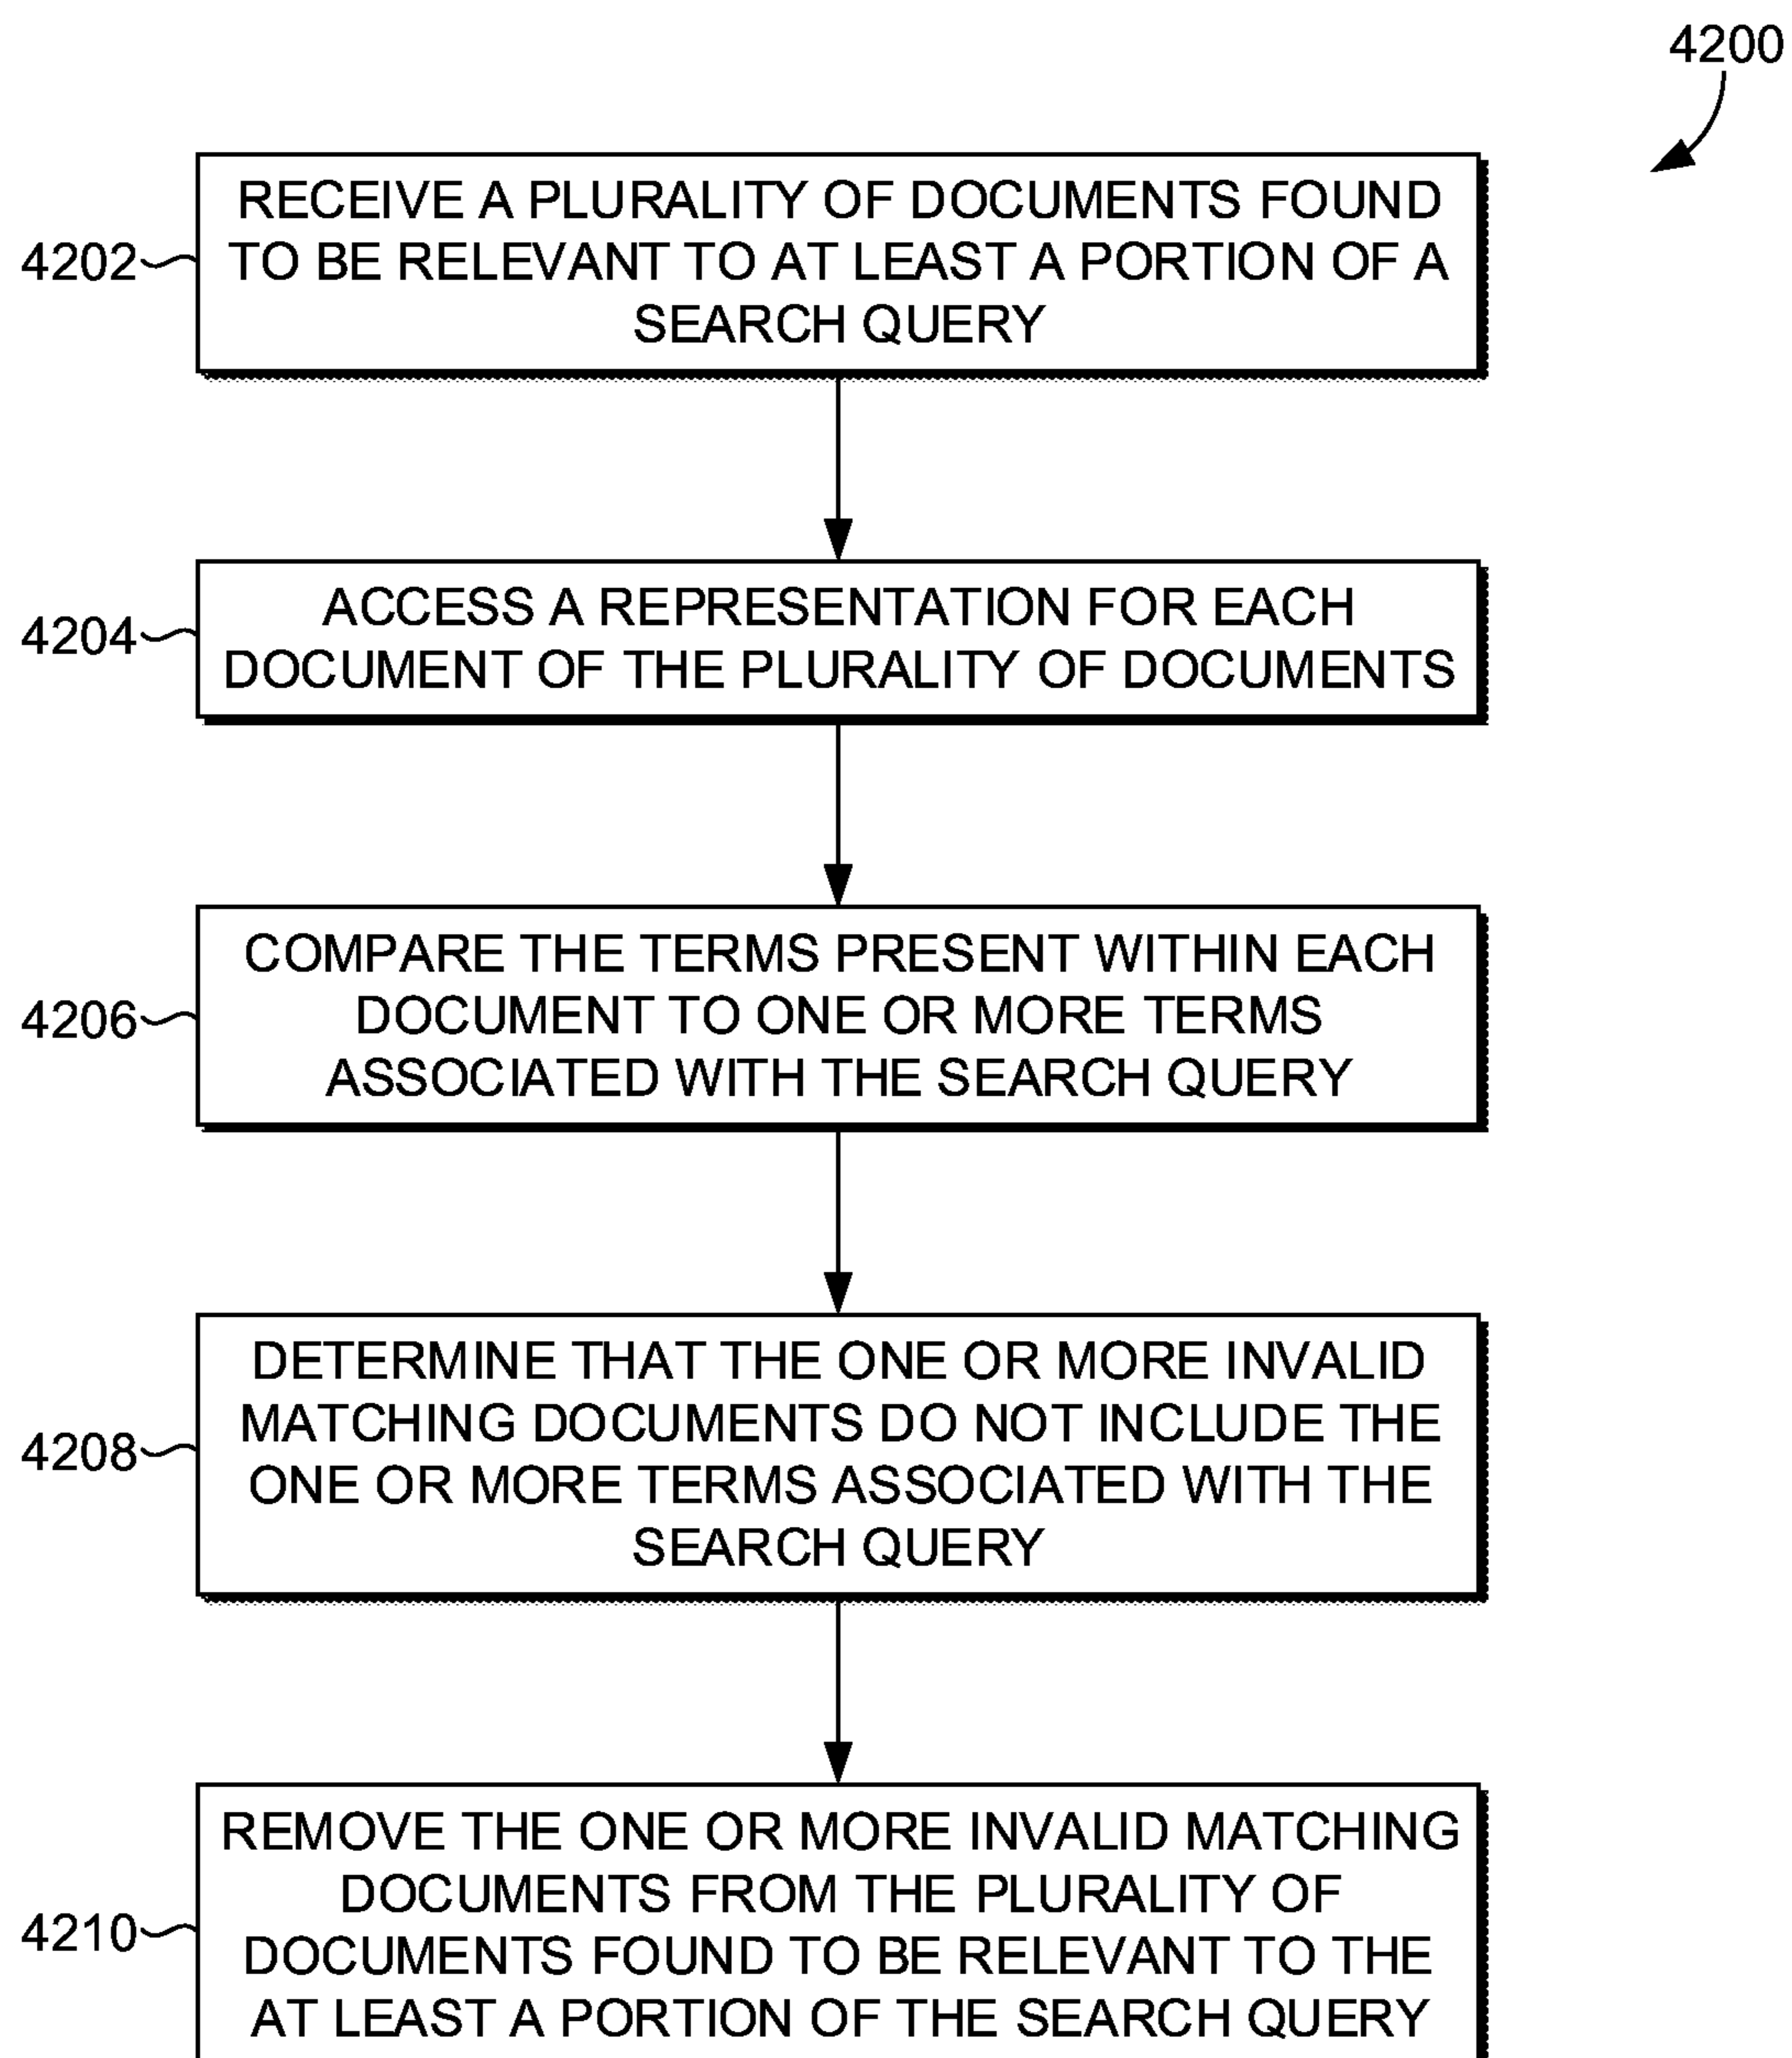 4200
RECEIVE A PLURALITY OF DOCUMENTS FOUND
TO BE RELEVANT TO AT LEAST A PORTION OF A
SEARCH QUERY
4202
ACCESS A REPRESENTATION FOR EACH
DOCUMENT OF THE PLURALITY OF DOCUMENTS
4204
COMPARE THE TERMS PRESENT WITHIN EACH
DOCUMENT TO ONE OR MORE TERMS
ASSOCIATED WITH THE SEARCH QUERY
4206
DETERMINE THAT THE ONE OR MORE INVALID
MATCHING DOCUMENTS DO NOT INCLUDE THE
ONE OR MORE TERMS ASSOCIATED WITH THE
SEARCH QUERY
4208
REMOVE THE ONE OR MORE INVALID MATCHING
DOCUMENTS FROM THE PLURALITY OF
DOCUMENTS FOUND TO BE RELEVANT TO THE
AT LEAST A PORTION OF THE SEARCH QUERY
4210